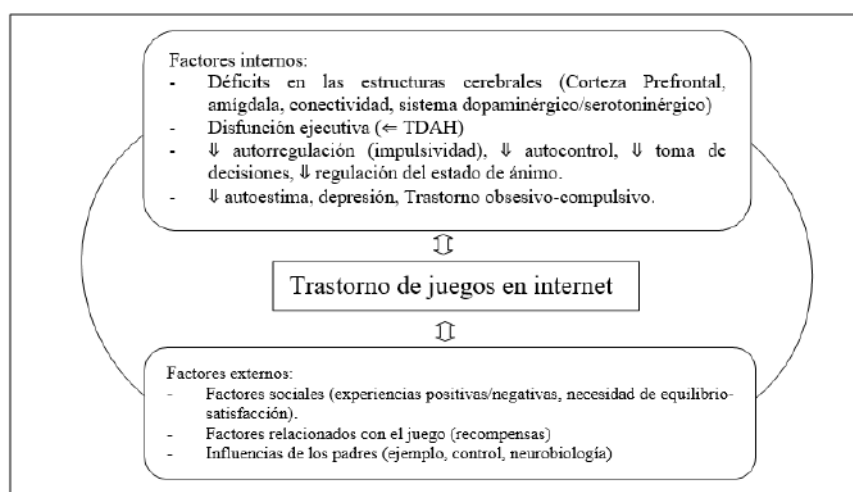 Factores internos:
- Déficits en las estructuras cerebrales (Corteza Prefrontal,
amígdala, conectividad, sistema dopaminérgico/serotoninérgico)
- Disfunción ejecutiva (⇐ TDAH)
- ⇓ autorregulación (impulsividad), ⇓ autocontrol, ⇓ toma de
decisiones, ⇓ regulación del estado de ánimo.
- ⇓ autoestima, depresión, Trastorno obsesivo-compulsivo.
Trastorno de juegos en internet
Factores externos:
- Factores sociales (experiencias positivas/negativas, necesidad de equilibrio-
satisfacción).
- Factores relacionados con el juego (recompensas)
- Influencias de los padres (ejemplo, control, neurobiología)